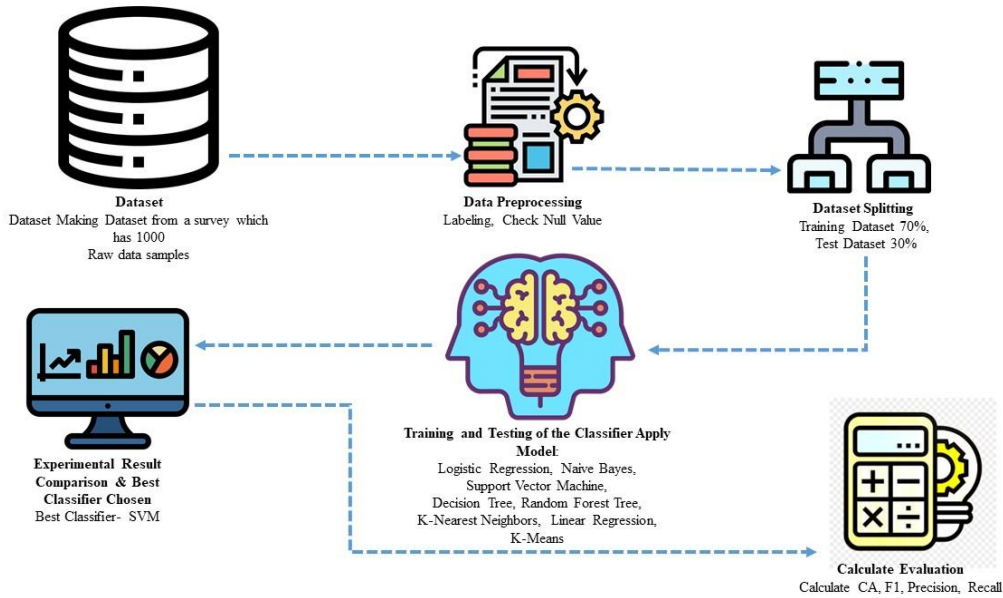 Dataset
Dataset Making Dataset from a survey which
has 1000
Raw data samples
Data Preprocessing
Labeling, Check Null Value
Dataset Splitting
Training Dataset 70%,
Test Dataset 30%
Training and Testing of the Classifier Apply
Model:
Logistic Regression, Naive Bayes,
Support Vector Machine,
Decision Tree, Random Forest Tree,
K-Nearest Neighbors, Linear Regression,
K-Means
Experimental Result
Comparison & Best
Classifier Chosen
Best Classifier- SVM
Calculate Evaluation
Calculate CA, F1, Precision, Recall